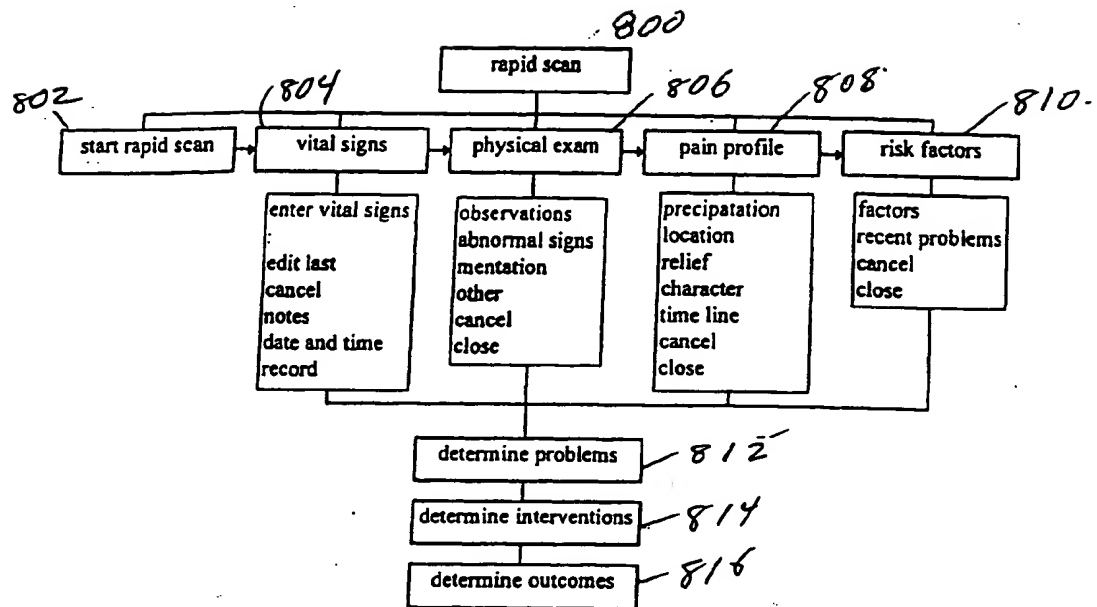 800
rapid scan
802
804
806
808
810
start rapid scan
vital signs
physical exam
pain profile
risk factors
enter vital signs
:
edit last
cancel
notes
date and time
record
observations
abnormal signs
mentation
other
cancel
close
precipatation
location
relief
character
time line
cancel
close
factors
recent problems
cancel
close
determine problems
812
determine interventions
814
determine outcomes
816